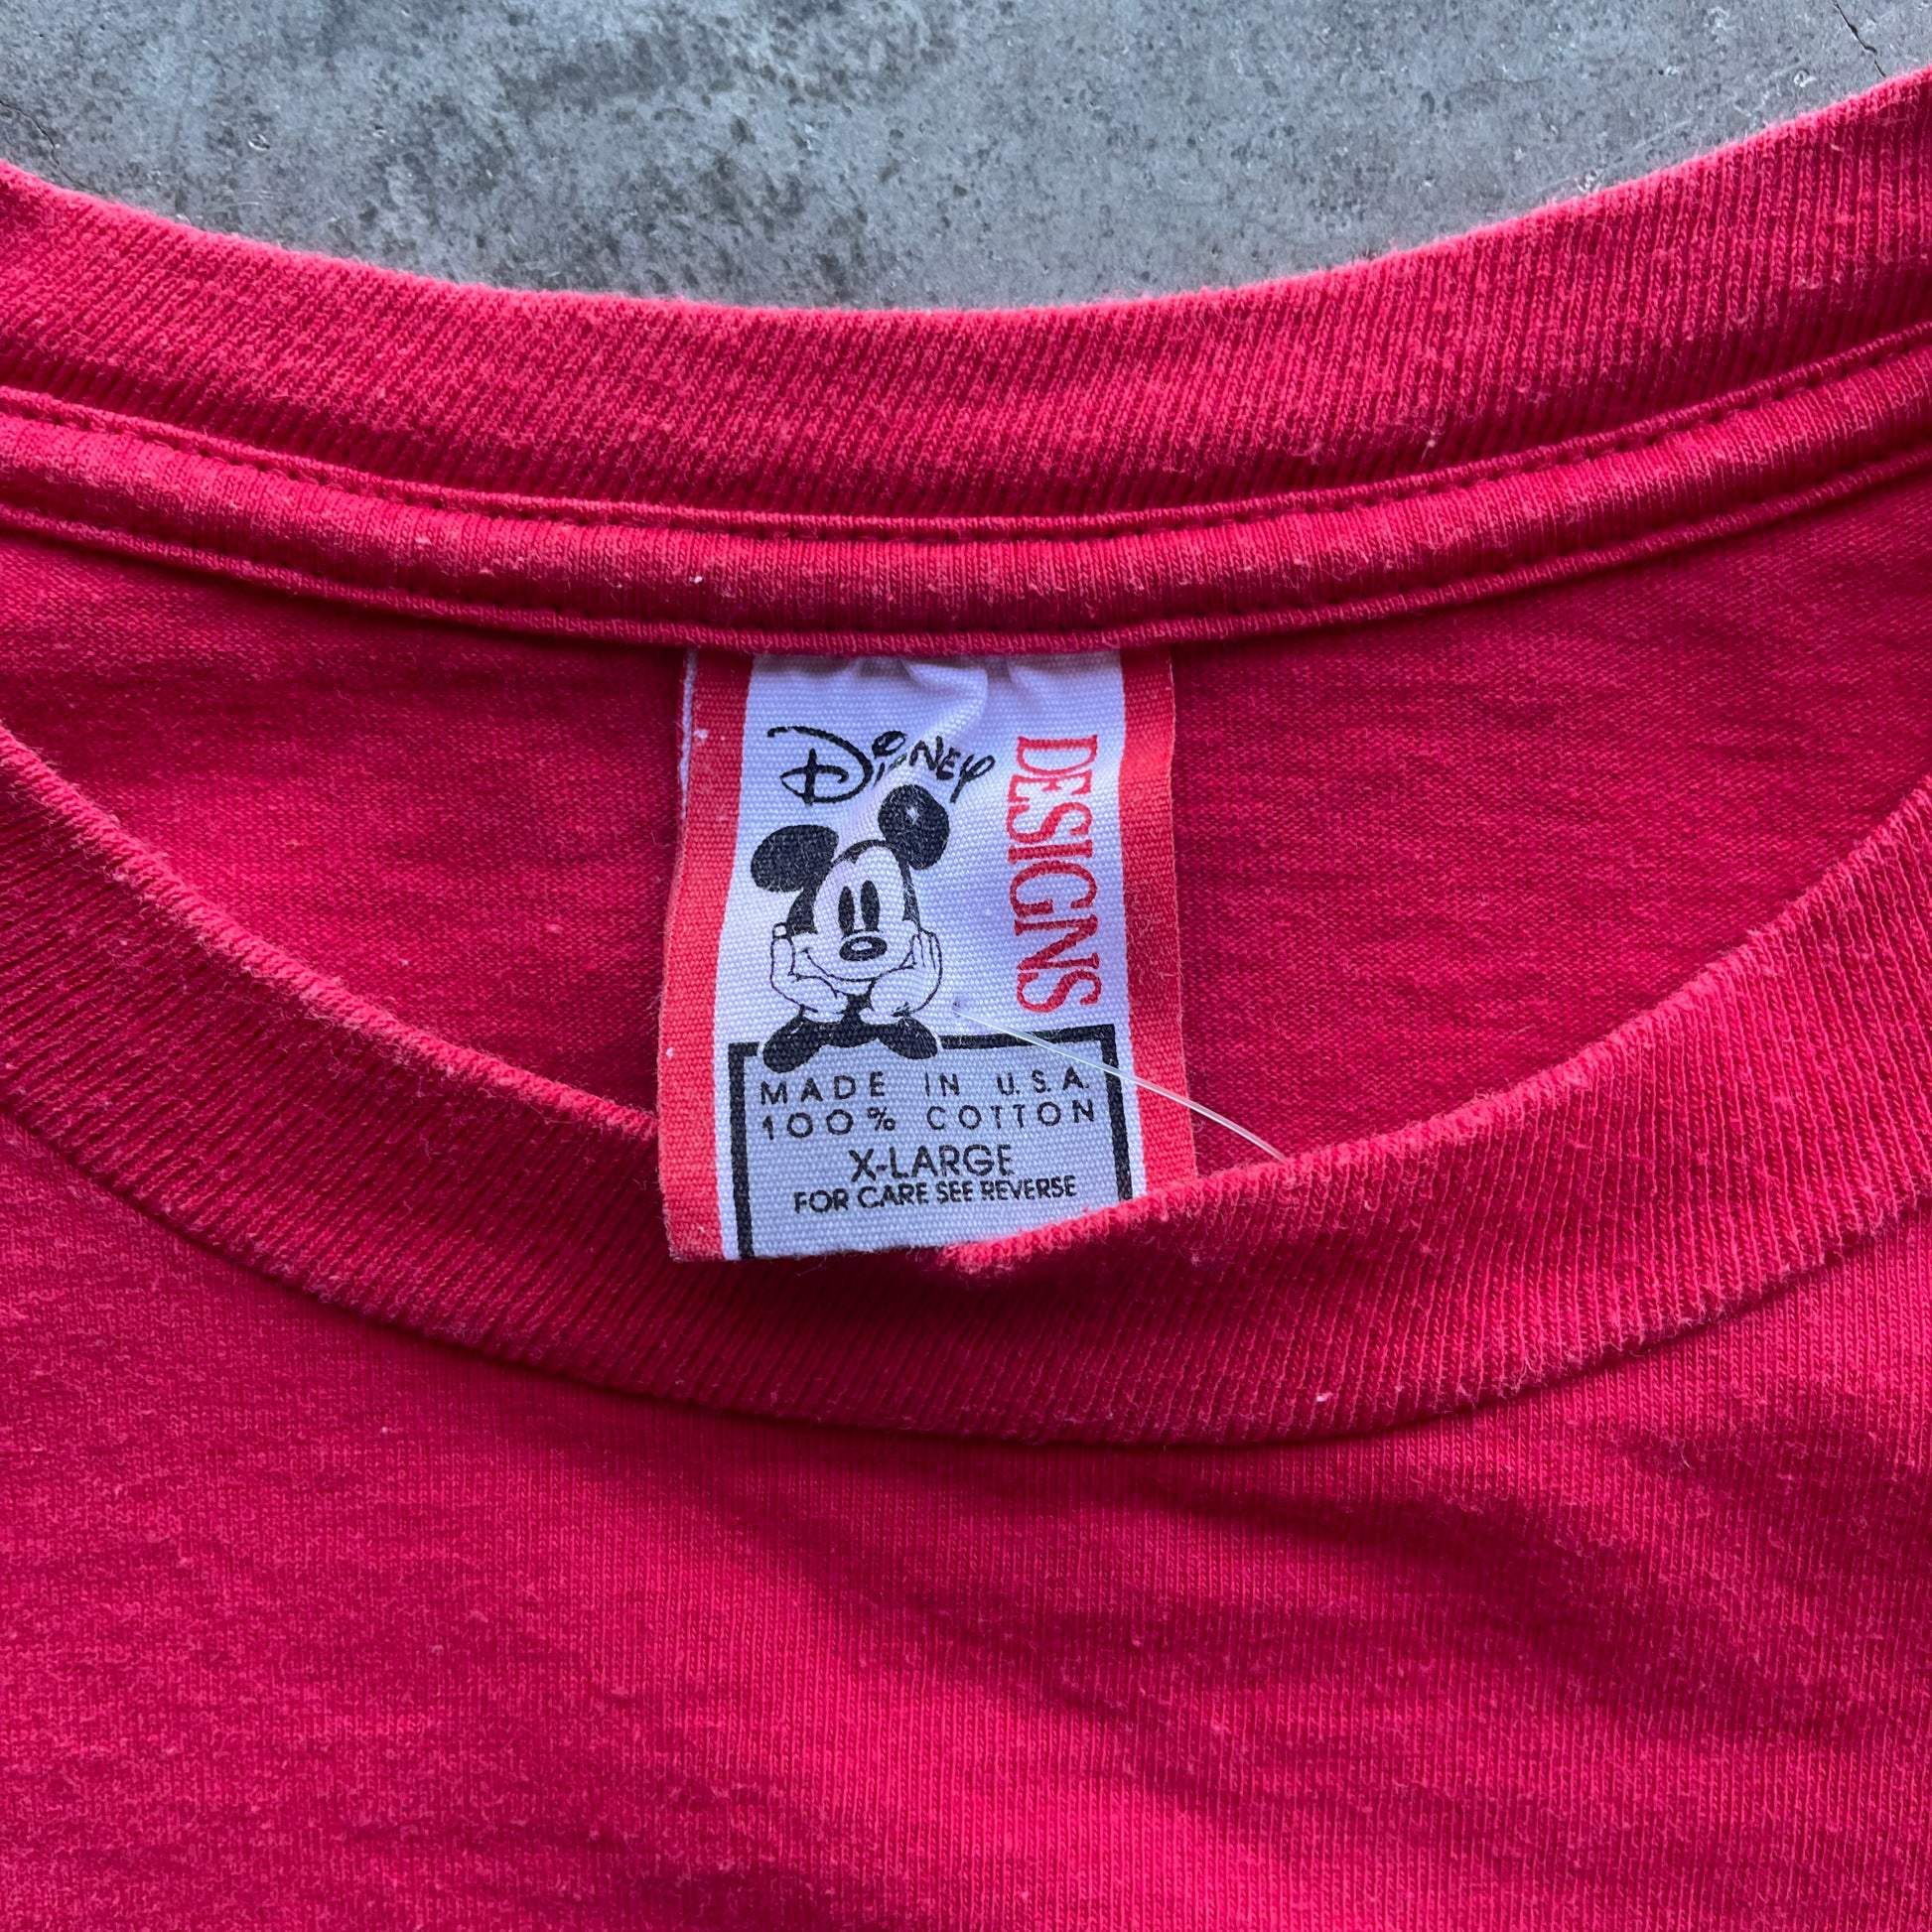 Disney
DESIGNS
MADE IN U.S.A.
100% COTTON
X-LARGE
FOR CARE SEE REVERSE